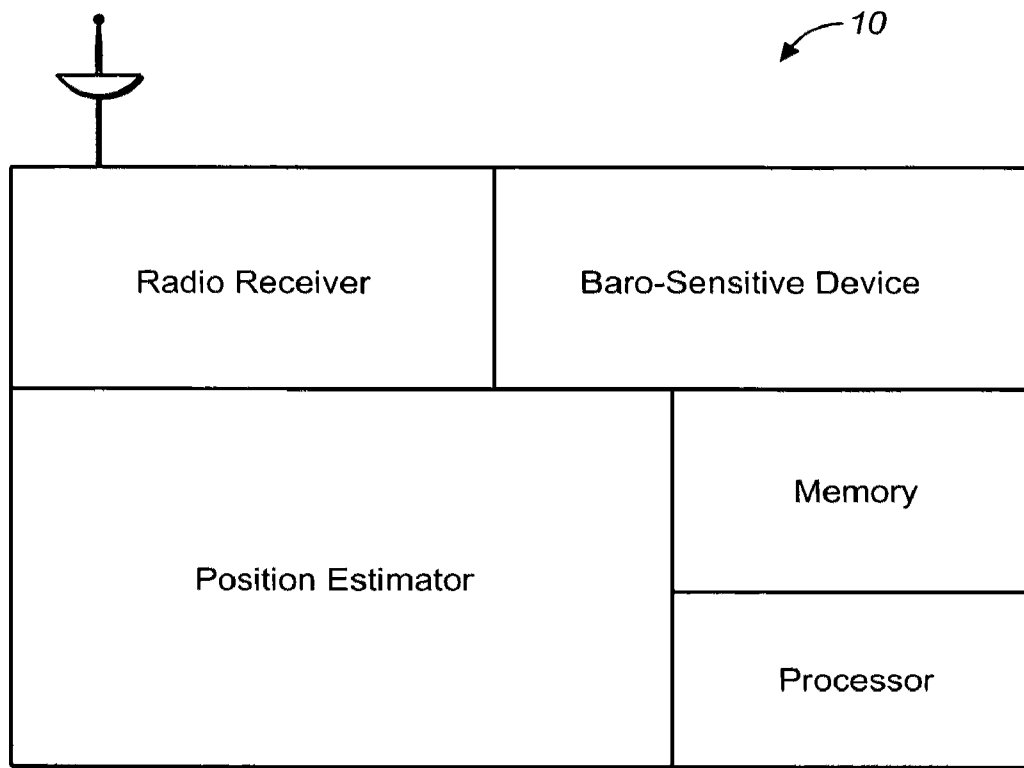 10
Radio Receiver
Baro-Sensitive Device
Memory
Position Estimator
Processor